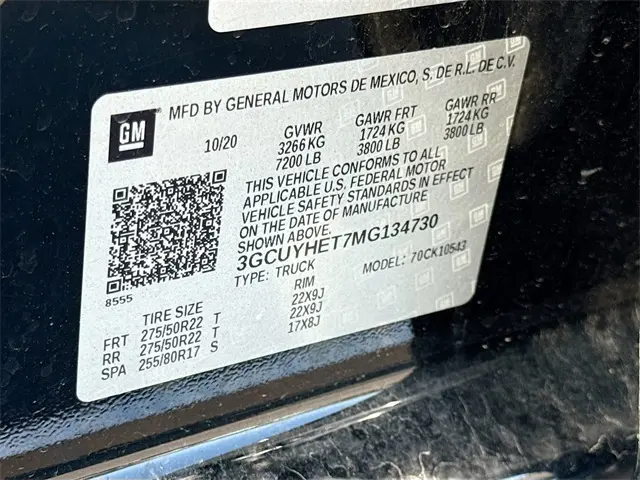 GM
MFD BY GENERAL MOTORS DE MEXICO, S. DE R.L. DE C.V.
10/20 GVWR GAWR FRT GAWR RR
3266 KG 1724 KG 1724 KG
7200 LB 3800 LB 3800 LB
THIS VEHICLE CONFORMS TO ALL
APPLICABLE U.S. FEDERAL MOTOR
VEHICLE SAFETY STANDARDS IN EFFECT
ON THE DATE OF MANUFACTURE
SHOWN ABOVE.
3GCUYHET7MG134730
TYPE: TRUCK MODEL: 70CK10543
8555
TIRE SIZE RIM
FRT 275/50R22 T 22X9J
RR 275/50R22 T 22X9J
SPA 255/80R17 S 17X8J